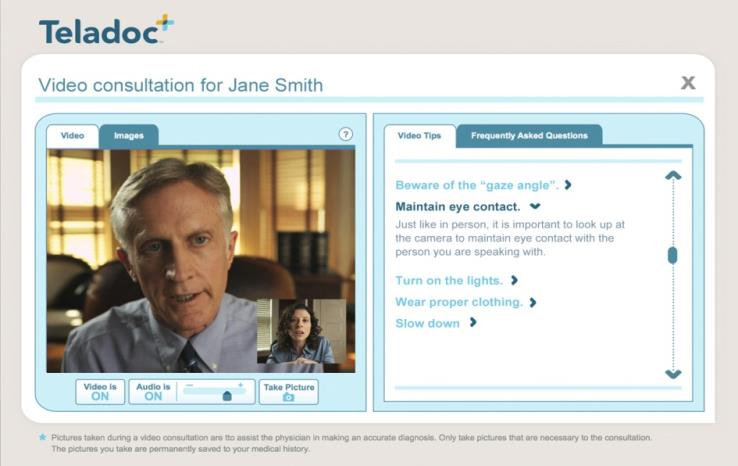 Teladoc
Video consultation for Jane Smith
X
Video
Images
?
Video is
ON
Audio is
ON
− +
Take Picture
Video Tips
Frequently Asked Questions
Beware of the “gaze angle”.
Maintain eye contact.
Just like in person, it is important to look up at
the camera to maintain eye contact with the
person you are speaking with.
Turn on the lights.
Wear proper clothing.
Slow down
Pictures taken during a video consultation are tto assist the physician in making an accurate diagnosis. Only take pictures that are necessary to the consultation.
The pictures you take are permanently saved to your medical history.